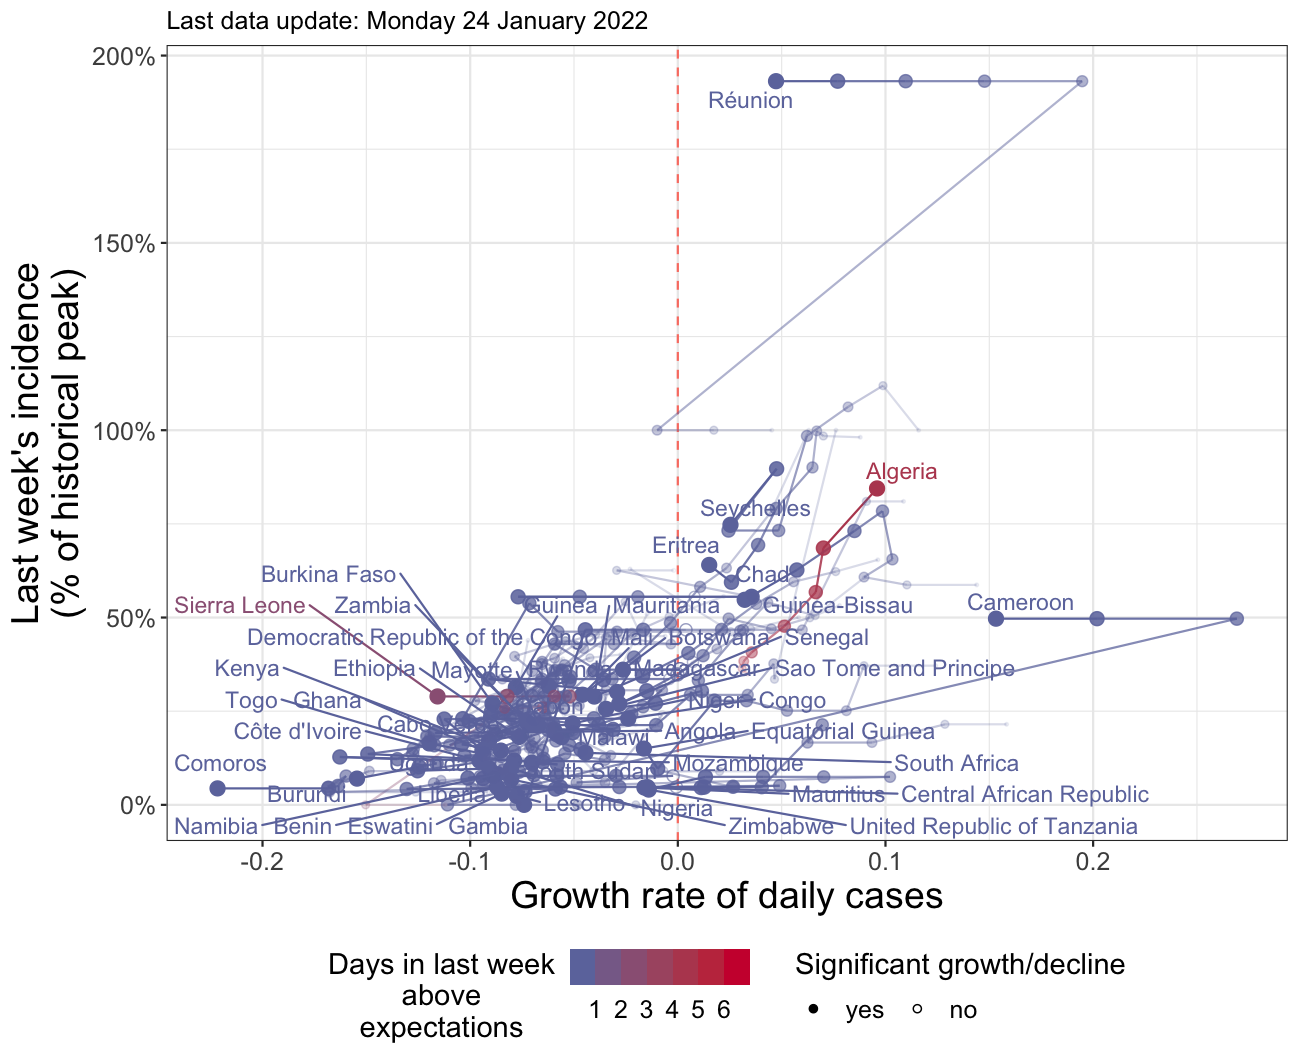 Last data update: Monday 24 January 2022
200%
150%
100%
50%
0%
Last week's incidence
(% of historical peak)
Réunion
Algeria
Seychelles
Eritrea
Chad
Burkina Faso
Sierra Leone
Zambia
Guinea
Mauritania
Guinea-Bissau
Cameroon
Democratic Republic of the Congo
Mali
Botswana
Senegal
Kenya
Ethiopia
Mayotte
Rwanda
Madagascar
Sao Tome and Principe
Togo
Ghana
Niger
Congo
Côte d'Ivoire
Malawi
Angola
Equatorial Guinea
Comoros
South Sudan
Mozambique
South Africa
Burundi
Liberia
Lesotho
Nigeria
Mauritius
Central African Republic
Namibia
Benin
Eswatini
Gambia
Zimbabwe
United Republic of Tanzania
-0.2
-0.1
0.0
0.1
0.2
Growth rate of daily cases
Days in last week
above
expectations
1 2 3 4 5 6
Significant growth/decline
yes
no